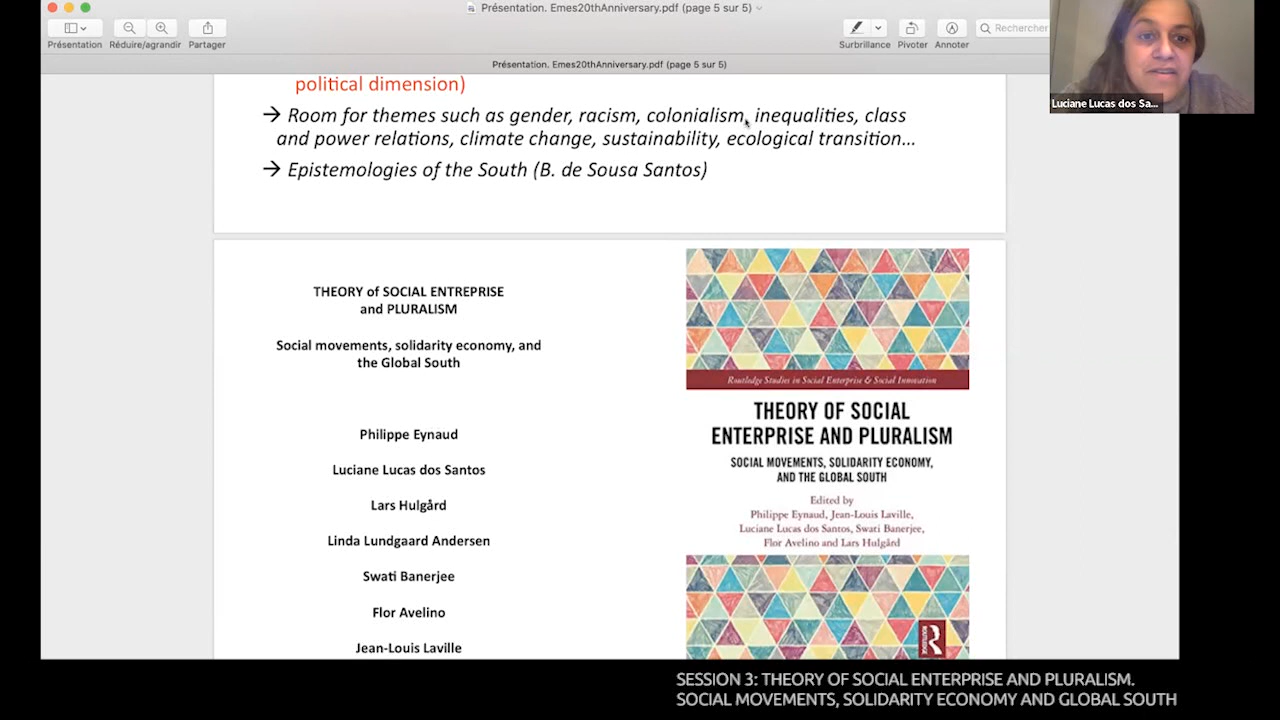 Présentation. Emes20thAnniversary.pdf (page 5 sur 5)
Présentation
Réduire/agrandir
Partager
Surbrillance
Pivoter
Annoter
Rechercher
Présentation. Emes20thAnniversary.pdf (page 5 sur 5)
Luciane Lucas dos Sa...
political dimension)
→ Room for themes such as gender, racism, colonialism, inequalities, class
and power relations, climate change, sustainability, ecological transition...
→ Epistemologies of the South (B. de Sousa Santos)
THEORY of SOCIAL ENTREPRISE
and PLURALISM
Social movements, solidarity economy, and
the Global South
Philippe Eynaud
Luciane Lucas dos Santos
Lars Hulgård
Linda Lundgaard Andersen
Swati Banerjee
Flor Avelino
Jean-Louis Laville
Routledge Studies in Social Enterprise & Social Innovation
THEORY OF SOCIAL
ENTERPRISE AND PLURALISM
SOCIAL MOVEMENTS, SOLIDARITY ECONOMY,
AND THE GLOBAL SOUTH
Edited by
Philippe Eynaud, Jean-Louis Laville,
Luciane Lucas dos Santos, Swati Banerjee,
Flor Avelino and Lars Hulgård
ROUTLEDGE
SESSION 3: THEORY OF SOCIAL ENTERPRISE AND PLURALISM.
SOCIAL MOVEMENTS, SOLIDARITY ECONOMY AND GLOBAL SOUTH